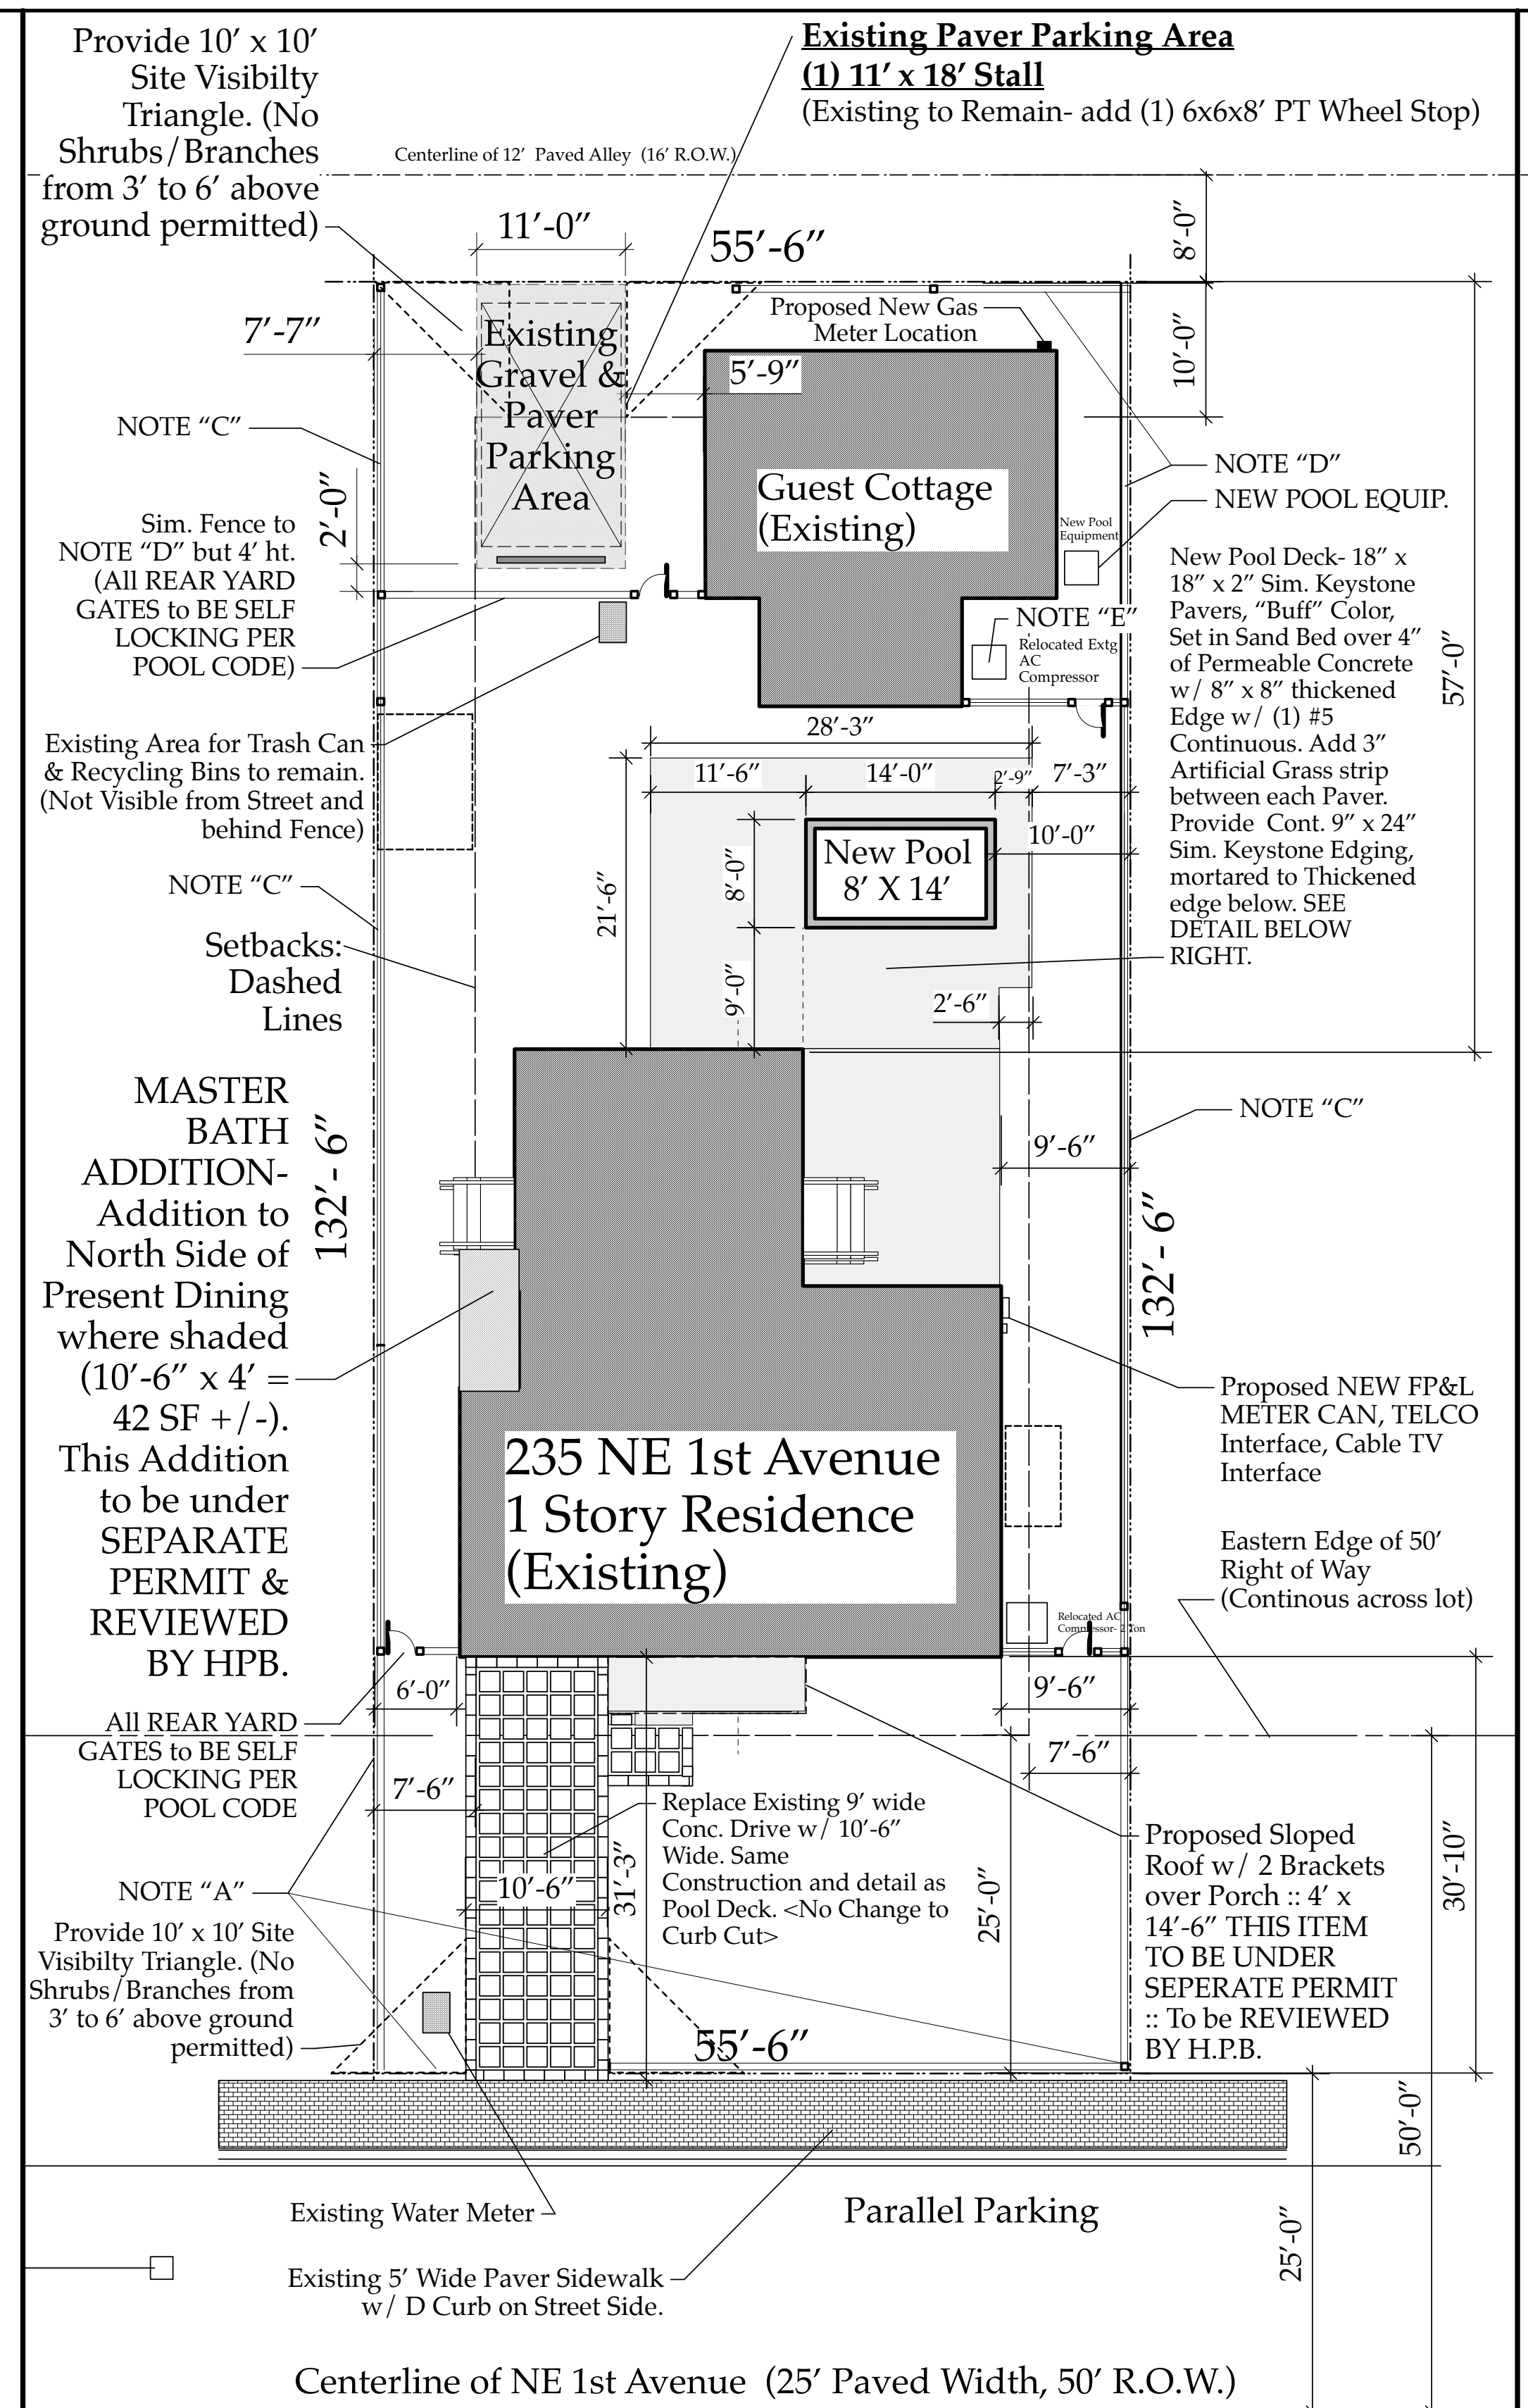 Provide 10’ x 10’
Site Visibilty
Triangle. (No
Shrubs/Branches
from 3’ to 6’ above
ground permitted)
Existing Paver Parking Area
(1) 11’ x 18’ Stall
(Existing to Remain- add (1) 6x6x8’ PT Wheel Stop)
Centerline of 12’ Paved Alley (16’ R.O.W.)
11’-0”
55’-6”
8’-0”
7’-7”
Existing
Gravel &
Paver
Parking
Area
Proposed New Gas
Meter Location
5’-9”
10’-0”
NOTE “C”
2’-0”
Guest Cottage
(Existing)
NOTE “D”
NEW POOL EQUIP.
New Pool
Equipment
Sim. Fence to
NOTE “D” but 4’ ht.
(All REAR YARD
GATES to BE SELF
LOCKING PER
POOL CODE)
NOTE “E”
Relocated Extg
AC
Compressor
New Pool Deck- 18” x
18” x 2” Sim. Keystone
Pavers, “Buff” Color,
Set in Sand Bed over 4”
of Permeable Concrete
w/ 8” x 8” thickened
Edge w/ (1) #5
Continuous. Add 3”
Artificial Grass strip
between each Paver.
Provide Cont. 9” x 24”
Sim. Keystone Edging,
mortared to Thickened
edge below. SEE
DETAIL BELOW
RIGHT.
57’-0”
28’-3”
11’-6”
14’-0”
2’-9”
7’-3”
10’-0”
Existing Area for Trash Can
& Recycling Bins to remain.
(Not Visible from Street and
behind Fence)
New Pool
8’ X 14’
8’-0”
21’-6”
9’-0”
2’-6”
NOTE “C”
Setbacks:
Dashed
Lines
MASTER
BATH
ADDITION-
Addition to
North Side of
Present Dining
where shaded
(10’-6” x 4’ =
42 SF +/-).
This Addition
to be under
SEPARATE
PERMIT &
REVIEWED
BY HPB.
132’- 6”
NOTE “C”
9’-6”
132’- 6”
Proposed NEW FP&L
METER CAN, TELCO
Interface, Cable TV
Interface
235 NE 1st Avenue
1 Story Residence
(Existing)
Eastern Edge of 50’
Right of Way
(Continous across lot)
Relocated AC
Compressor- 2 Ton
6’-0”
9’-6”
All REAR YARD
GATES to BE SELF
LOCKING PER
POOL CODE
7’-6”
7’-6”
Replace Existing 9’ wide
Conc. Drive w/ 10’-6”
Wide. Same
Construction and detail as
Pool Deck. <No Change to
Curb Cut>
10’-6”
31’-3”
25’-0”
Proposed Sloped
Roof w/ 2 Brackets
over Porch :: 4’ x
14’-6” THIS ITEM
TO BE UNDER
SEPERATE PERMIT
:: To be REVIEWED
BY H.P.B.
30’-10”
NOTE “A”
Provide 10’ x 10’ Site
Visibilty Triangle. (No
Shrubs/Branches from
3’ to 6’ above ground
permitted)
55’-6”
50’-0”
Existing Water Meter
Parallel Parking
25’-0”
Existing 5’ Wide Paver Sidewalk
w/ D Curb on Street Side.
Centerline of NE 1st Avenue (25’ Paved Width, 50’ R.O.W.)